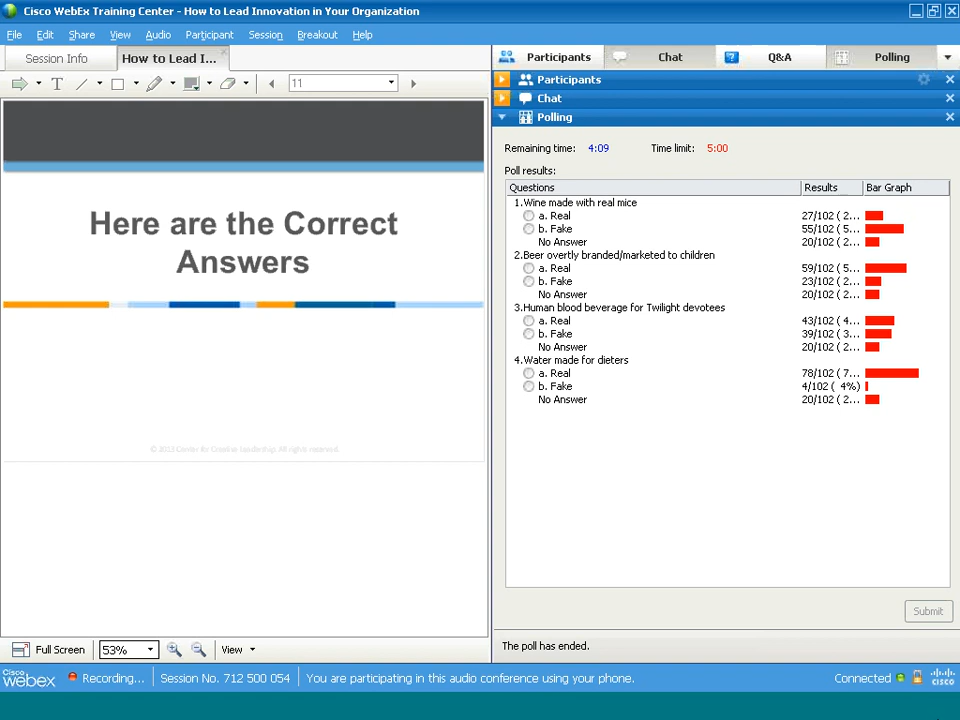 Cisco WebEx Training Center - How to Lead Innovation in Your Organization
File Edit View Share Audio Participant Session Breakout Help
Session Info How to Lead I...
T 11
Here are the Correct
Answers
© 2013 Center for Creative Leadership. All rights reserved.
Full Screen 53% View
Participants Chat Q&A Polling
Participants
Chat
Polling
Remaining time: 4:09 Time limit: 5:00
Poll results:
Questions Results Bar Graph
1.Wine made with real mice
a. Real 27/102 ( 2...
b. Fake 55/102 ( 5...
No Answer 20/102 ( 2...
2.Beer overtly branded/marketed to children
a. Real 59/102 ( 5...
b. Fake 23/102 ( 2...
No Answer 20/102 ( 2...
3.Human blood beverage for Twilight devotees
a. Real 43/102 ( 4...
b. Fake 39/102 ( 3...
No Answer 20/102 ( 2...
4.Water made for dieters
a. Real 78/102 ( 7...
b. Fake 4/102 ( 4%)
No Answer 20/102 ( 2...
Submit
The poll has ended.
Cisco webex Recording... Session No. 712 500 054 You are participating in this audio conference using your phone. Connected cisco